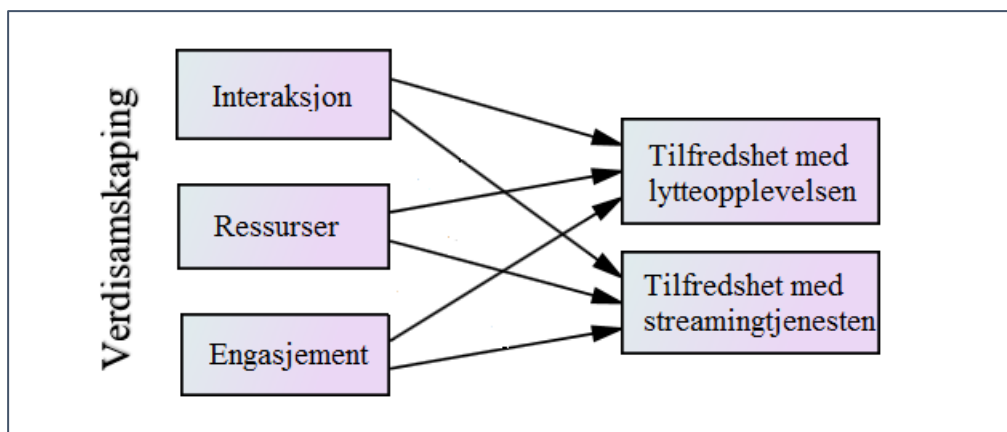 Verdisamskaping
Interaksjon
Ressurser
Engasjement
Tilfredshet med
lytteopplevelsen
Tilfredshet med
streamingtjenesten